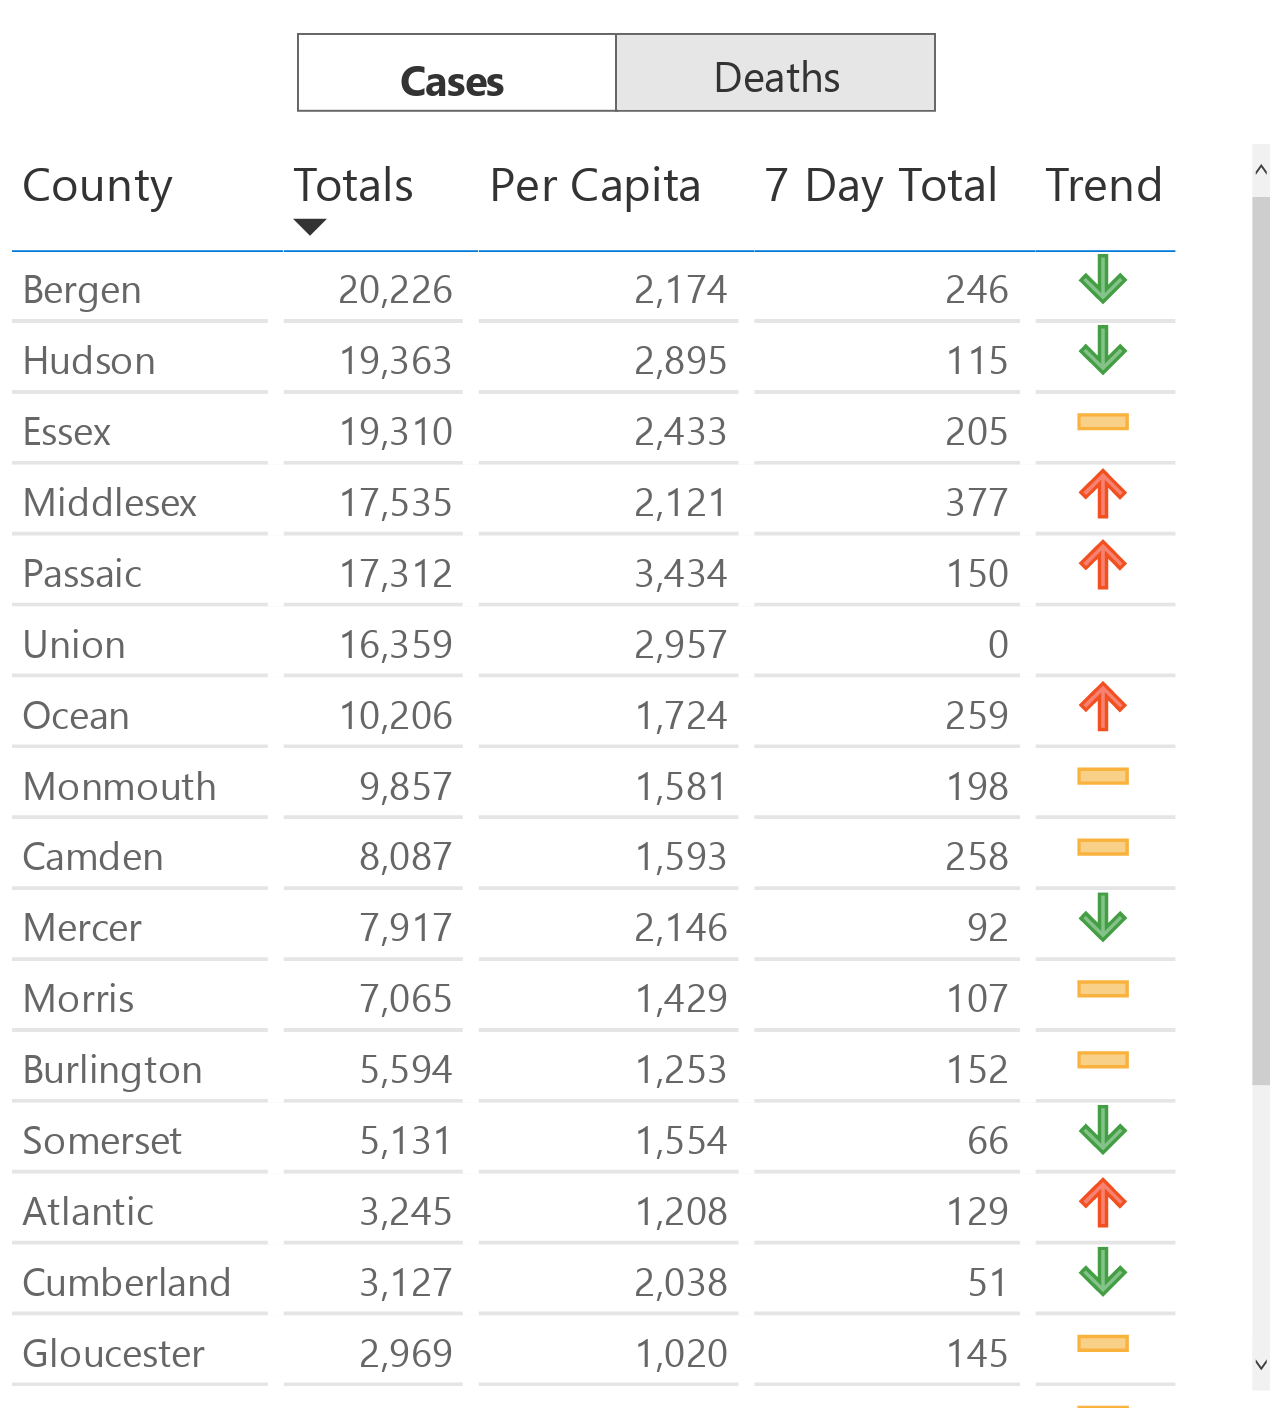 Cases Deaths
County Totals Per Capita 7 Day Total Trend
Bergen 20,226 2,174 246
Hudson 19,363 2,895 115
Essex 19,310 2,433 205
Middlesex 17,535 2,121 377
Passaic 17,312 3,434 150
Union 16,359 2,957 0
Ocean 10,206 1,724 259
Monmouth 9,857 1,581 198
Camden 8,087 1,593 258
Mercer 7,917 2,146 92
Morris 7,065 1,429 107
Burlington 5,594 1,253 152
Somerset 5,131 1,554 66
Atlantic 3,245 1,208 129
Cumberland 3,127 2,038 51
Gloucester 2,969 1,020 145